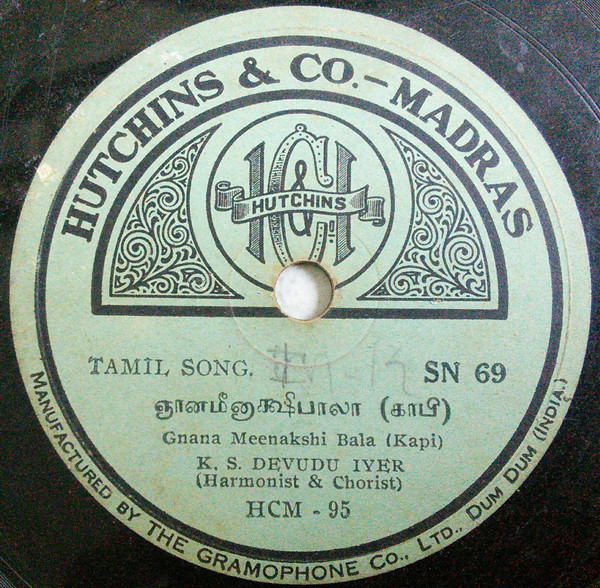 HUTCHINS & CO.-MADRAS
H & C
HUTCHINS
TAMIL SONG.
SN 69
ஞானமீனாக்ஷிபாலா (காபி)
Gnana Meenakshi Bala (Kapi)
K. S. DEVUDU IYER
(Harmonist & Chorist)
HCM - 95
MANUFACTURED BY THE GRAMOPHONE CO., LTD., DUM DUM (INDIA.)